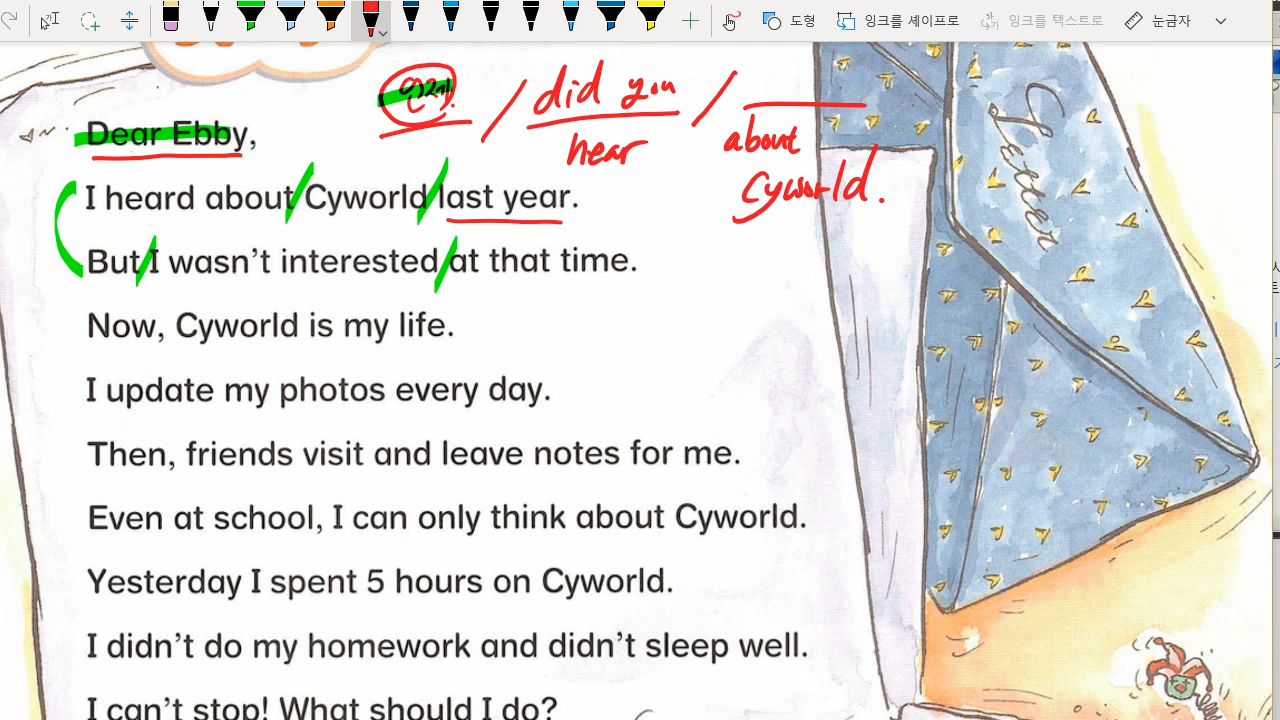 도형
잉크를 셰이프로
잉크를 텍스트로
눈금자
/ did you /
hear
about
cyworld.
Dear Ebby,
I heard about Cyworld last year.
But I wasn't interested at that time.
Now, Cyworld is my life.
I update my photos every day.
Then, friends visit and leave notes for me.
Even at school, I can only think about Cyworld.
Yesterday I spent 5 hours on Cyworld.
I didn't do my homework and didn't sleep well.
I can't stop! What should I do?
Letter